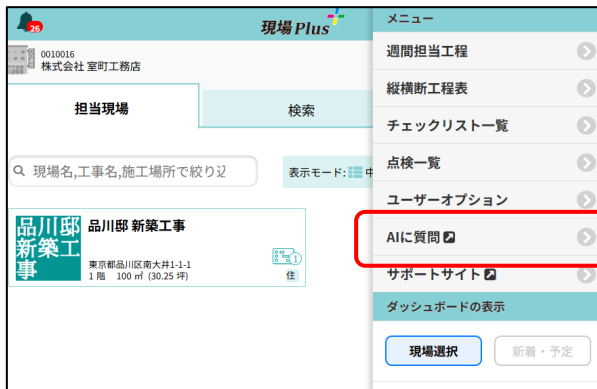 26
現場Plus
0010016
株式会社 室町工務店
担当現場
検索
現場名,工事名,施工場所で絞り込
表示モード: 中
品川邸
新築工
事
品川邸 新築工事
東京都品川区南大井1-1-1
1 階 100 ㎡ (30.25 坪)
1
住
メニュー
週間担当工程
縦横断工程表
チェックリスト一覧
点検一覧
ユーザーオプション
AIに質問
サポートサイト
ダッシュボードの表示
現場選択
新着・予定